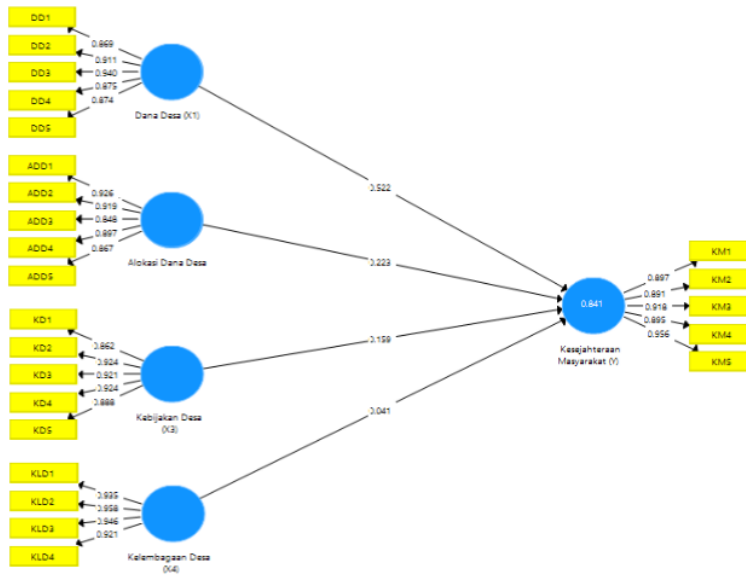 DD1
DD2
DD3
DD4
DD5
0.869
0.911
0.940
0.875
0.874
Dana Desa (X1)
ADD1
ADD2
ADD3
ADD4
ADD5
0.926
0.919
0.848
0.897
0.867
Alokasi Dana Desa
KD1
KD2
KD3
KD4
KD5
0.862
0.924
0.921
0.924
0.888
Kebijakan Desa
(X3)
KLD1
KLD2
KLD3
KLD4
0.935
0.958
0.946
0.921
Kelembagaan Desa
(X4)
0.522
0.223
0.159
0.041
0.841
Kesejahteraan
Masyarakat (Y)
0.897
0.891
0.918
0.895
0.956
KM1
KM2
KM3
KM4
KM5